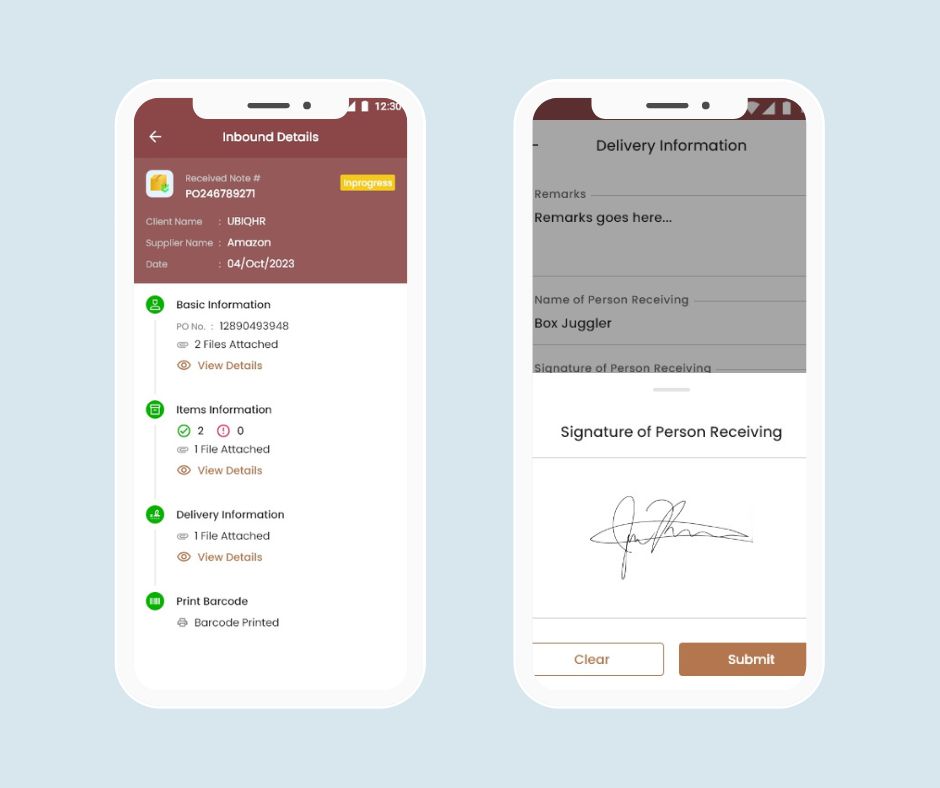 12:30
Inbound Details
Received Note #
PO246789271
Inprogress
Client Name : UBIQHR
Supplier Name : Amazon
Date : 04/Oct/2023
Basic Information
PO No. : 12890493948
2 Files Attached
View Details
Items Information
2 0
1 File Attached
View Details
Delivery Information
1 File Attached
View Details
Print Barcode
Barcode Printed
Delivery Information
Remarks
Remarks goes here...
Name of Person Receiving
Box Juggler
Signature of Person Receiving
Signature of Person Receiving
Clear
Submit